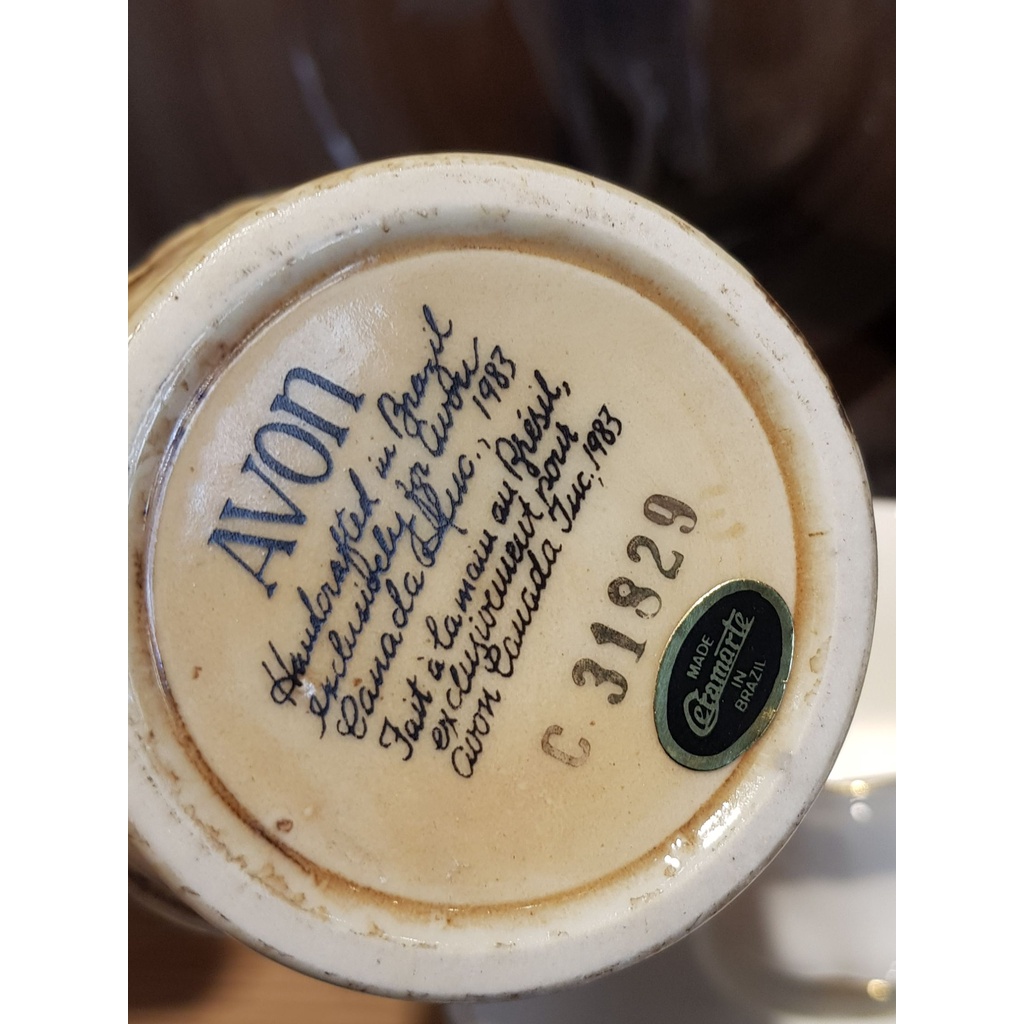 AVON
Handcrafted in Brazil
exclusively for Avon
Canada Inc., 1983
Fait à la main au Brésil,
exclusivement pour
Avon Canada Inc., 1983
C 31829
MADE
Ceramarte
IN
BRAZIL